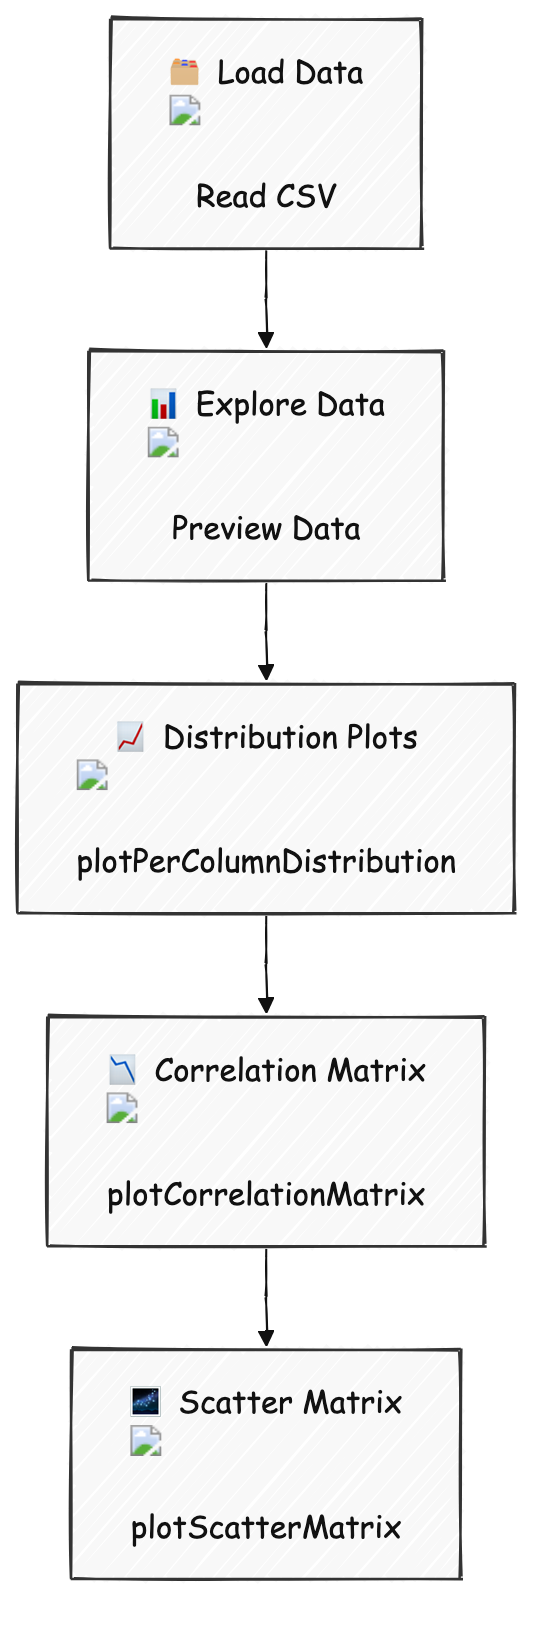 Load Data
Read CSV
Explore Data
Preview Data
Distribution Plots
plotPerColumnDistribution
Correlation Matrix
plotCorrelationMatrix
Scatter Matrix
plotScatterMatrix